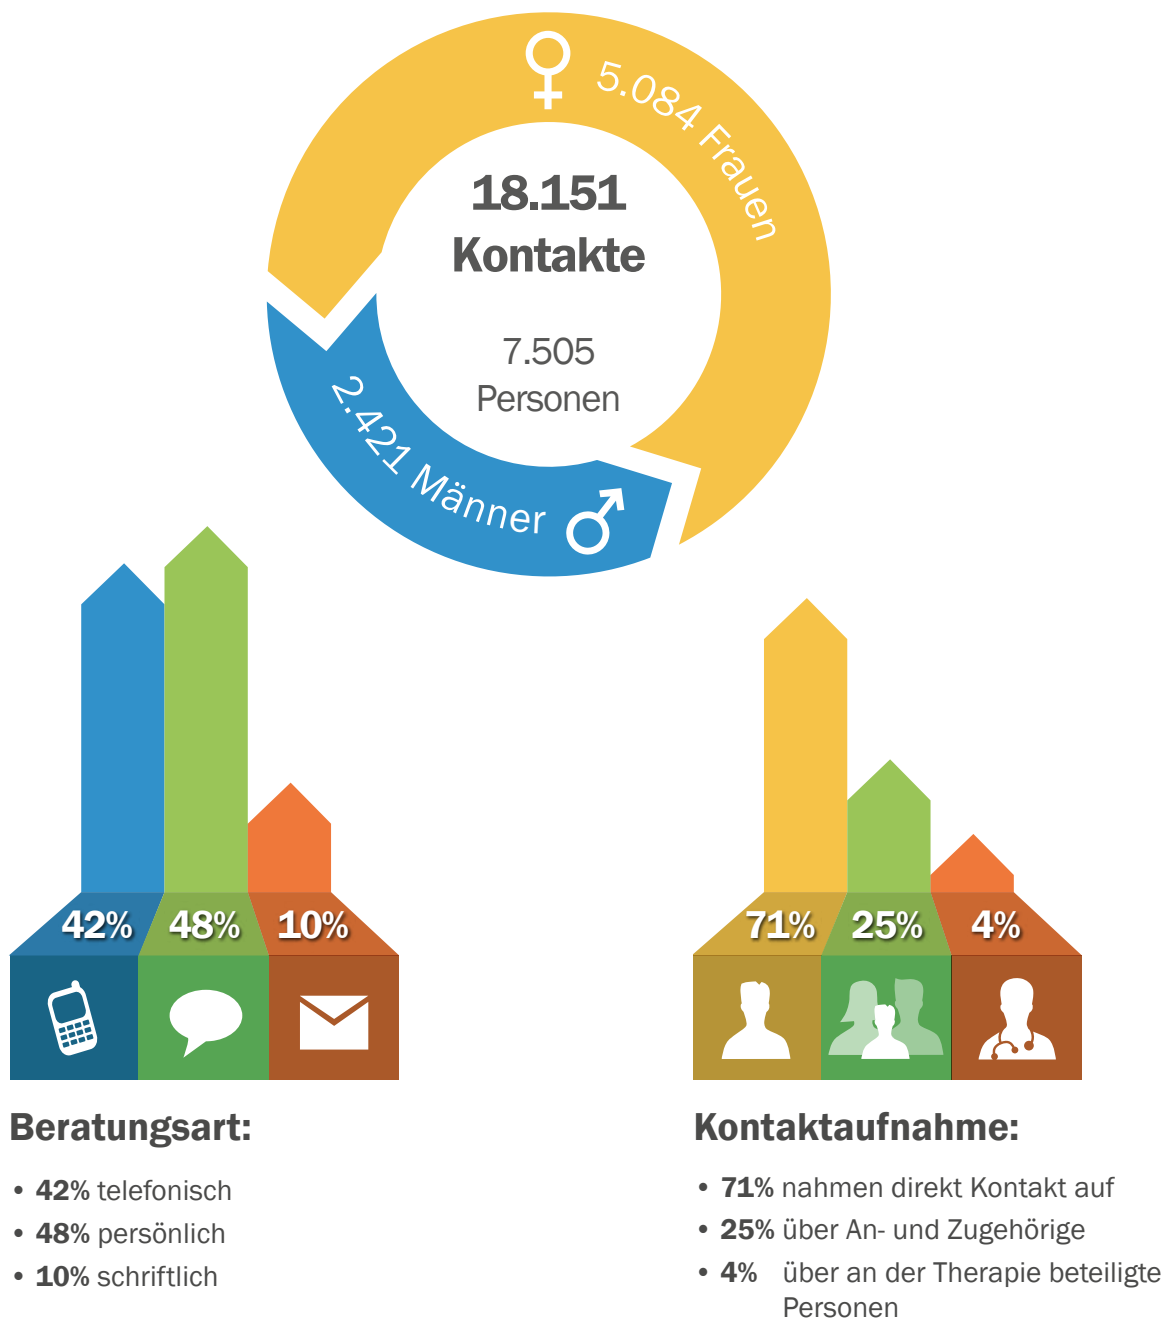 5.084 Frauen
18.151
Kontakte
7.505
Personen
2.421 Männer
42% 48% 10%
71% 25% 4%
Beratungsart:
• 42% telefonisch
• 48% persönlich
• 10% schriftlich
Kontaktaufnahme:
• 71% nahmen direkt Kontakt auf
• 25% über An- und Zugehörige
• 4% über an der Therapie beteiligte
Personen